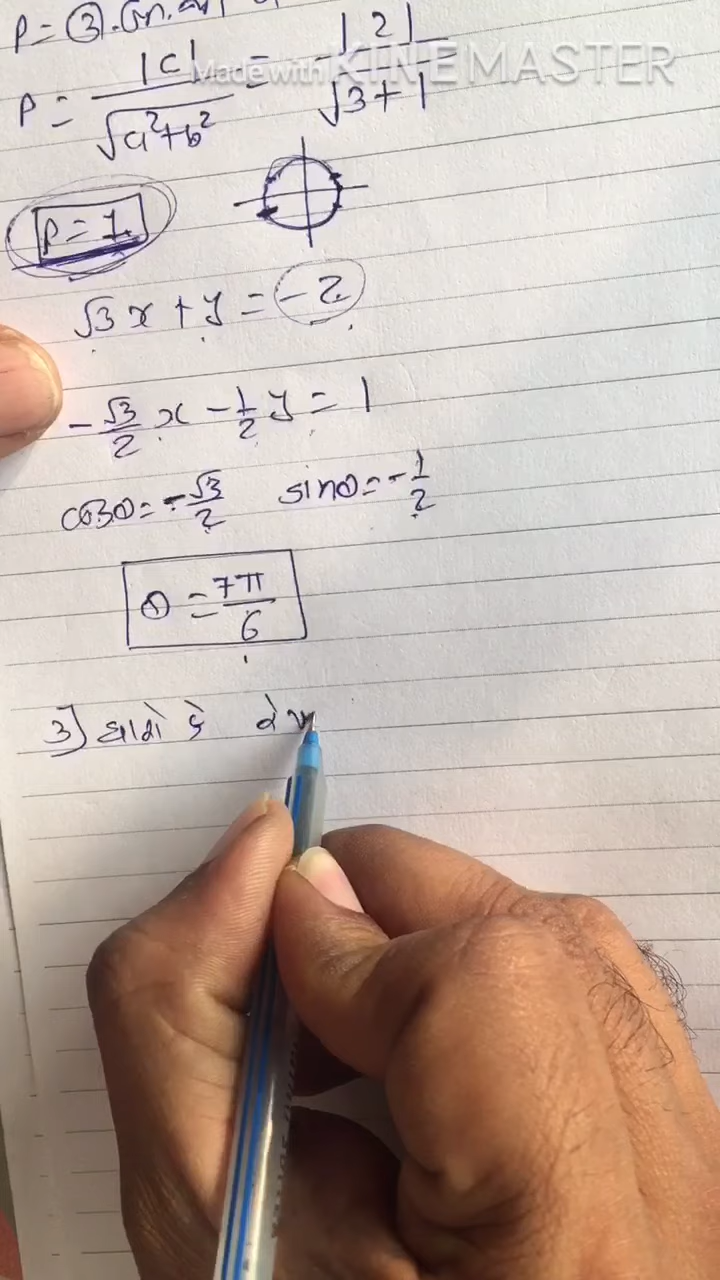 P = ③.
Made with KINEMASTER
P = |C| / √a²+b² = |2| / √3+1
P = 1.
√3 x + y = -2
-√3/2 x - 1/2 y = 1
cosθ = -√3/2 sinθ = -1/2
θ = 7π/6
3] ધારો કે